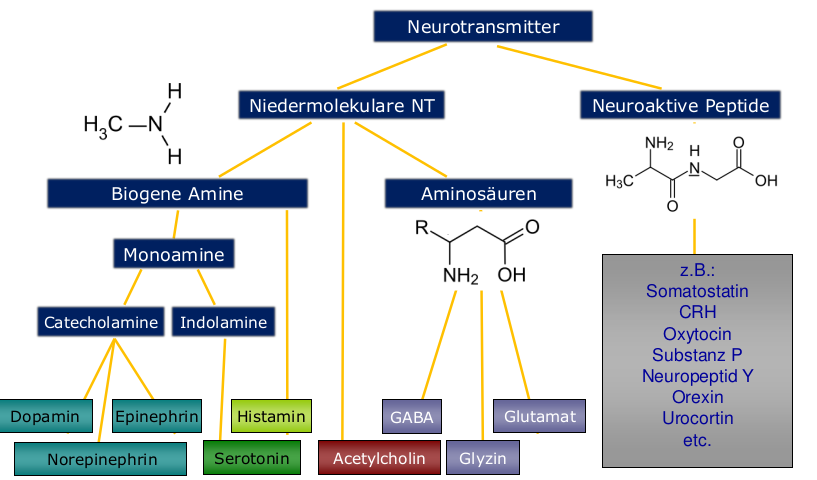 Neurotransmitter
Niedermolekulare NT
Neuroaktive Peptide
H
H3C
N
H
NH2
H
N
O
H3C
OH
O
Biogene Amine
Aminosäuren
R
O
NH2
OH
Monoamine
Catecholamine
Indolamine
z.B.:
Somatostatin
CRH
Oxytocin
Substanz P
Neuropeptid Y
Orexin
Urocortin
etc.
Dopamin
Epinephrin
Histamin
GABA
Glutamat
Norepinephrin
Serotonin
Acetylcholin
Glyzin